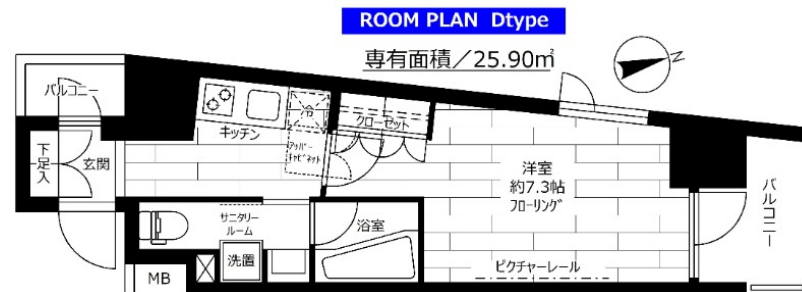 ROOM PLAN Dtype
専有面積／25.90㎡
N
バルコニー
下足入
玄関
キッチン
冷
アッパーキャビネット
クローゼット
洋室
約7.3帖
フローリング
バルコニー
サニタリー
ルーム
浴室
洗置
MB
ピクチャーレール